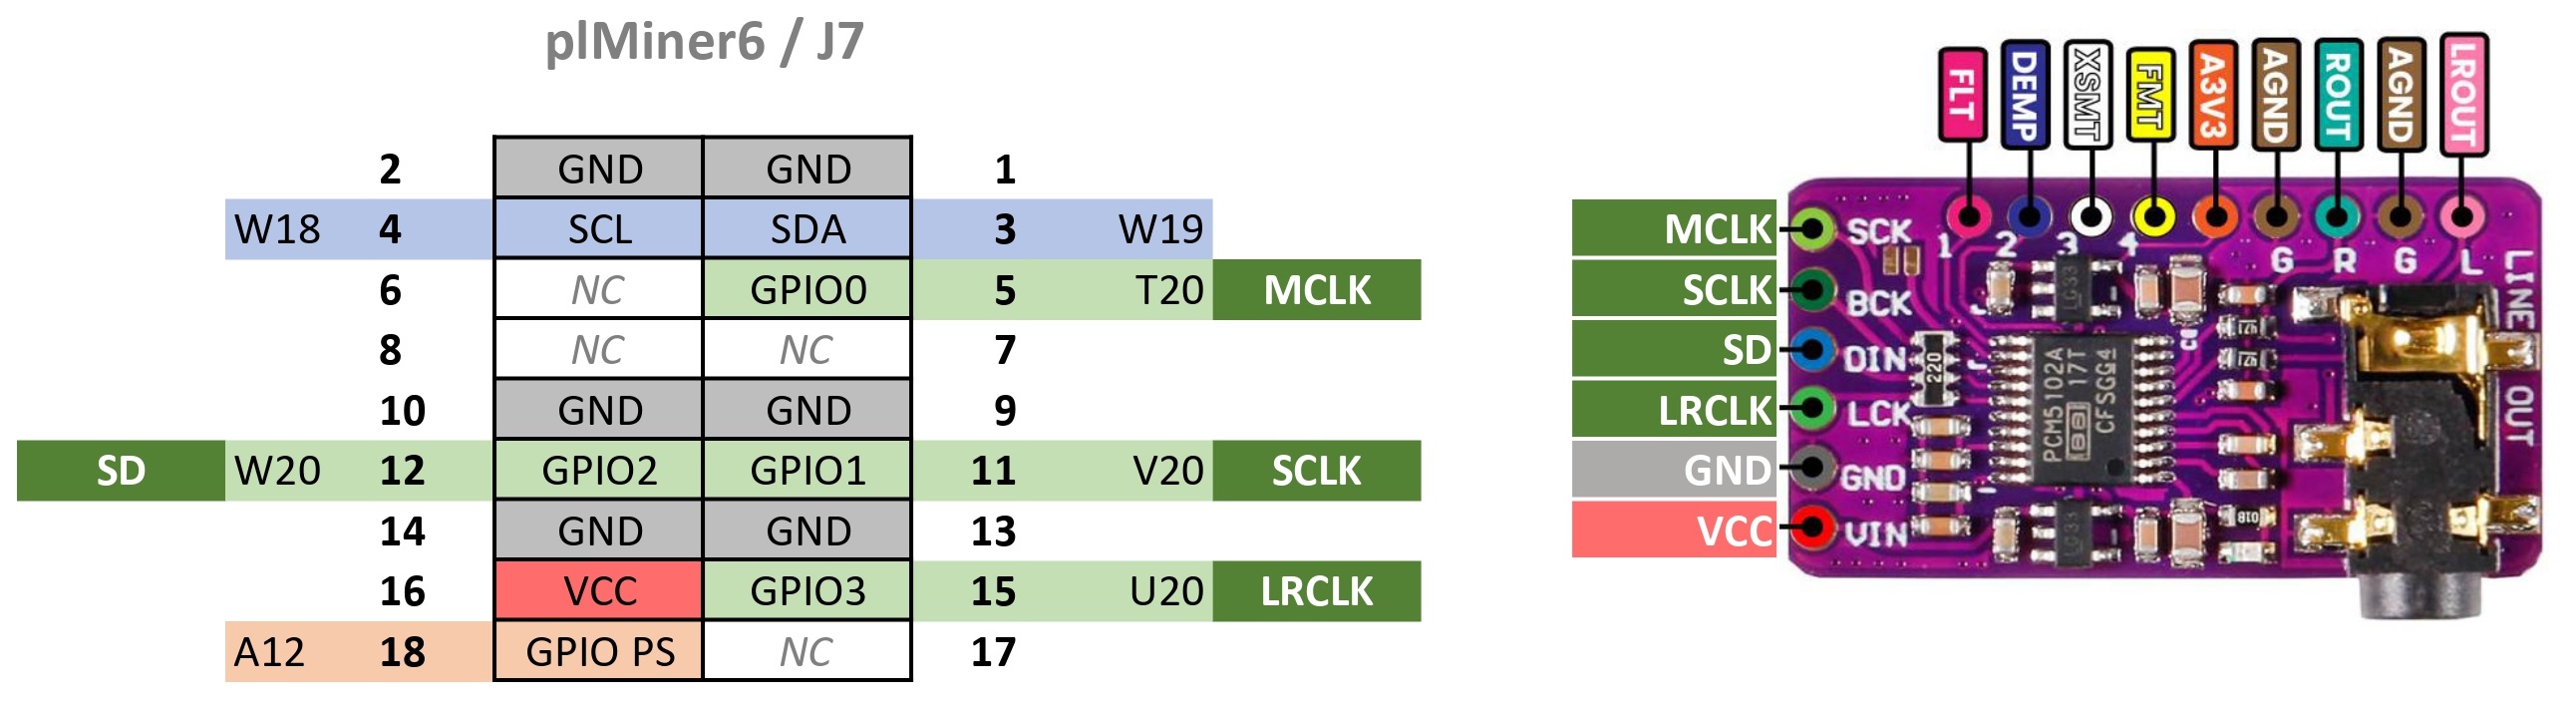 plMiner6 / J7
2 GND GND 1
W18 4 SCL SDA 3 W19
6 NC GPIO0 5 T20 MCLK
8 NC NC 7
10 GND GND 9
SD W20 12 GPIO2 GPIO1 11 V20 SCLK
14 GND GND 13
16 VCC GPIO3 15 U20 LRCLK
A12 18 GPIO PS NC 17
FLT DEMP XSMT FMT A3V3 AGND ROUT AGND LROUT
MCLK SCK
SCLK BCK
SD DIN
LRCLK LCK
GND GND
VCC VIN
1 2 3 4 G R G L
LINE OUT
220
PCM5102A
17T
CFSGG4